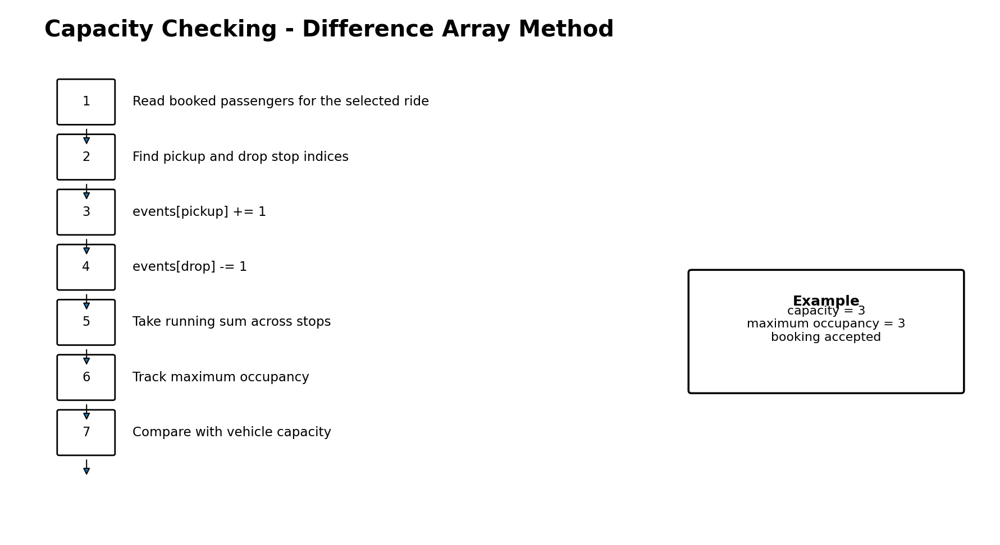 Capacity Checking - Difference Array Method
1 Read booked passengers for the selected ride
2 Find pickup and drop stop indices
3 events[pickup] += 1
4 events[drop] -= 1
5 Take running sum across stops
6 Track maximum occupancy
7 Compare with vehicle capacity
Example
capacity = 3
maximum occupancy = 3
booking accepted